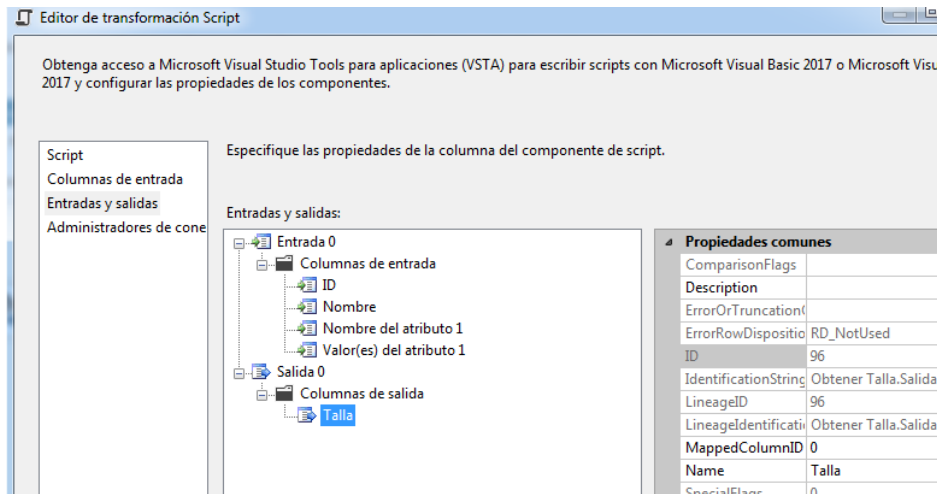 Editor de transformación Script
Obtenga acceso a Microsoft Visual Studio Tools para aplicaciones (VSTA) para escribir scripts con Microsoft Visual Basic 2017 o Microsoft Visu
2017 y configurar las propiedades de los componentes.
Script
Columnas de entrada
Entradas y salidas
Administradores de cone
Especifique las propiedades de la columna del componente de script.
Entradas y salidas:
Entrada 0
Columnas de entrada
ID
Nombre
Nombre del atributo 1
Valor(es) del atributo 1
Salida 0
Columnas de salida
Talla
Propiedades comunes
ComparisonFlags
Description
ErrorOrTruncationO
ErrorRowDispositio RD_NotUsed
ID 96
IdentificationString Obtener Talla.Salida
LineageID 96
LineageIdentificati Obtener Talla.Salida
MappedColumnID 0
Name Talla
SpecialFlags 0